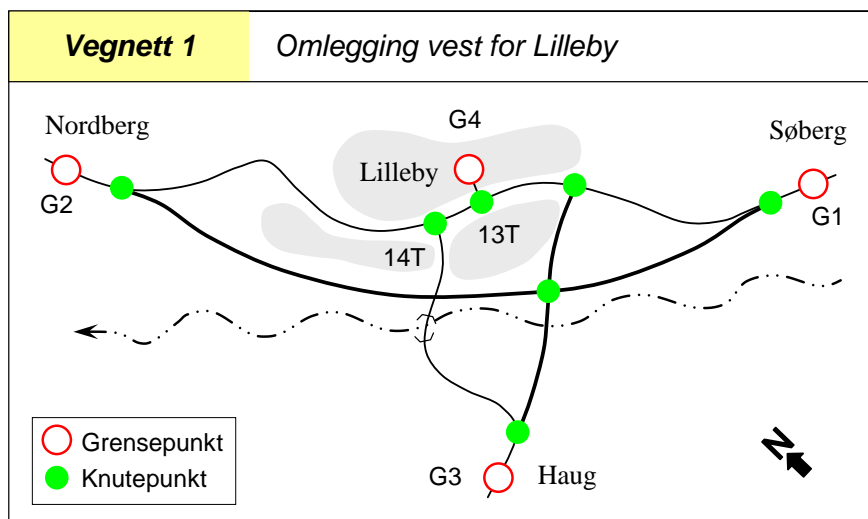 Vegnett 1
Omlegging vest for Lilleby
Nordberg
G4
Søberg
Lilleby
G2
G1
13T
14T
N
Grensepunkt
Knutepunkt
G3
Haug